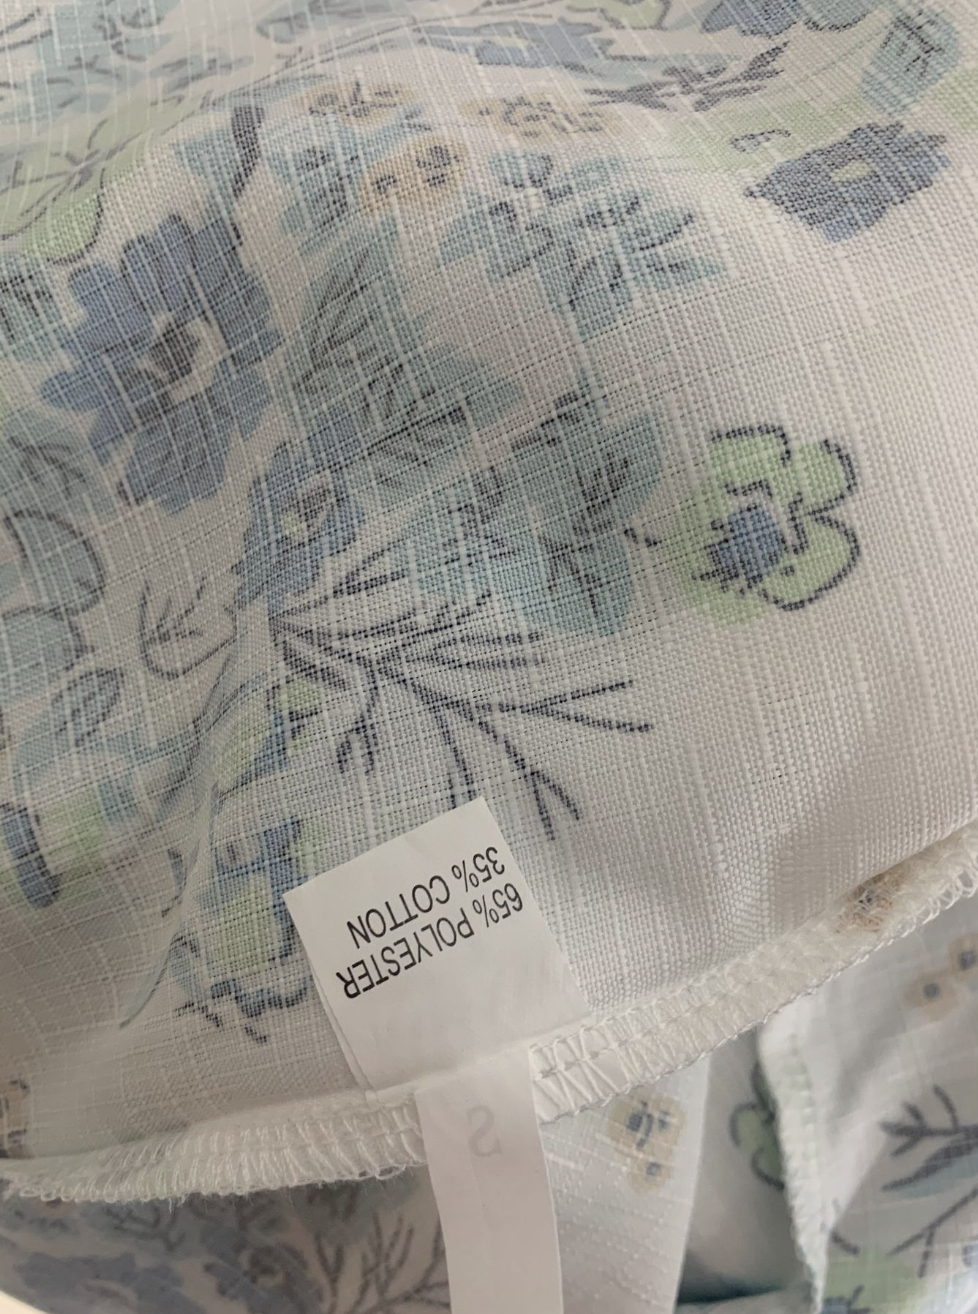 65% POLYESTER
35% COTTON
S